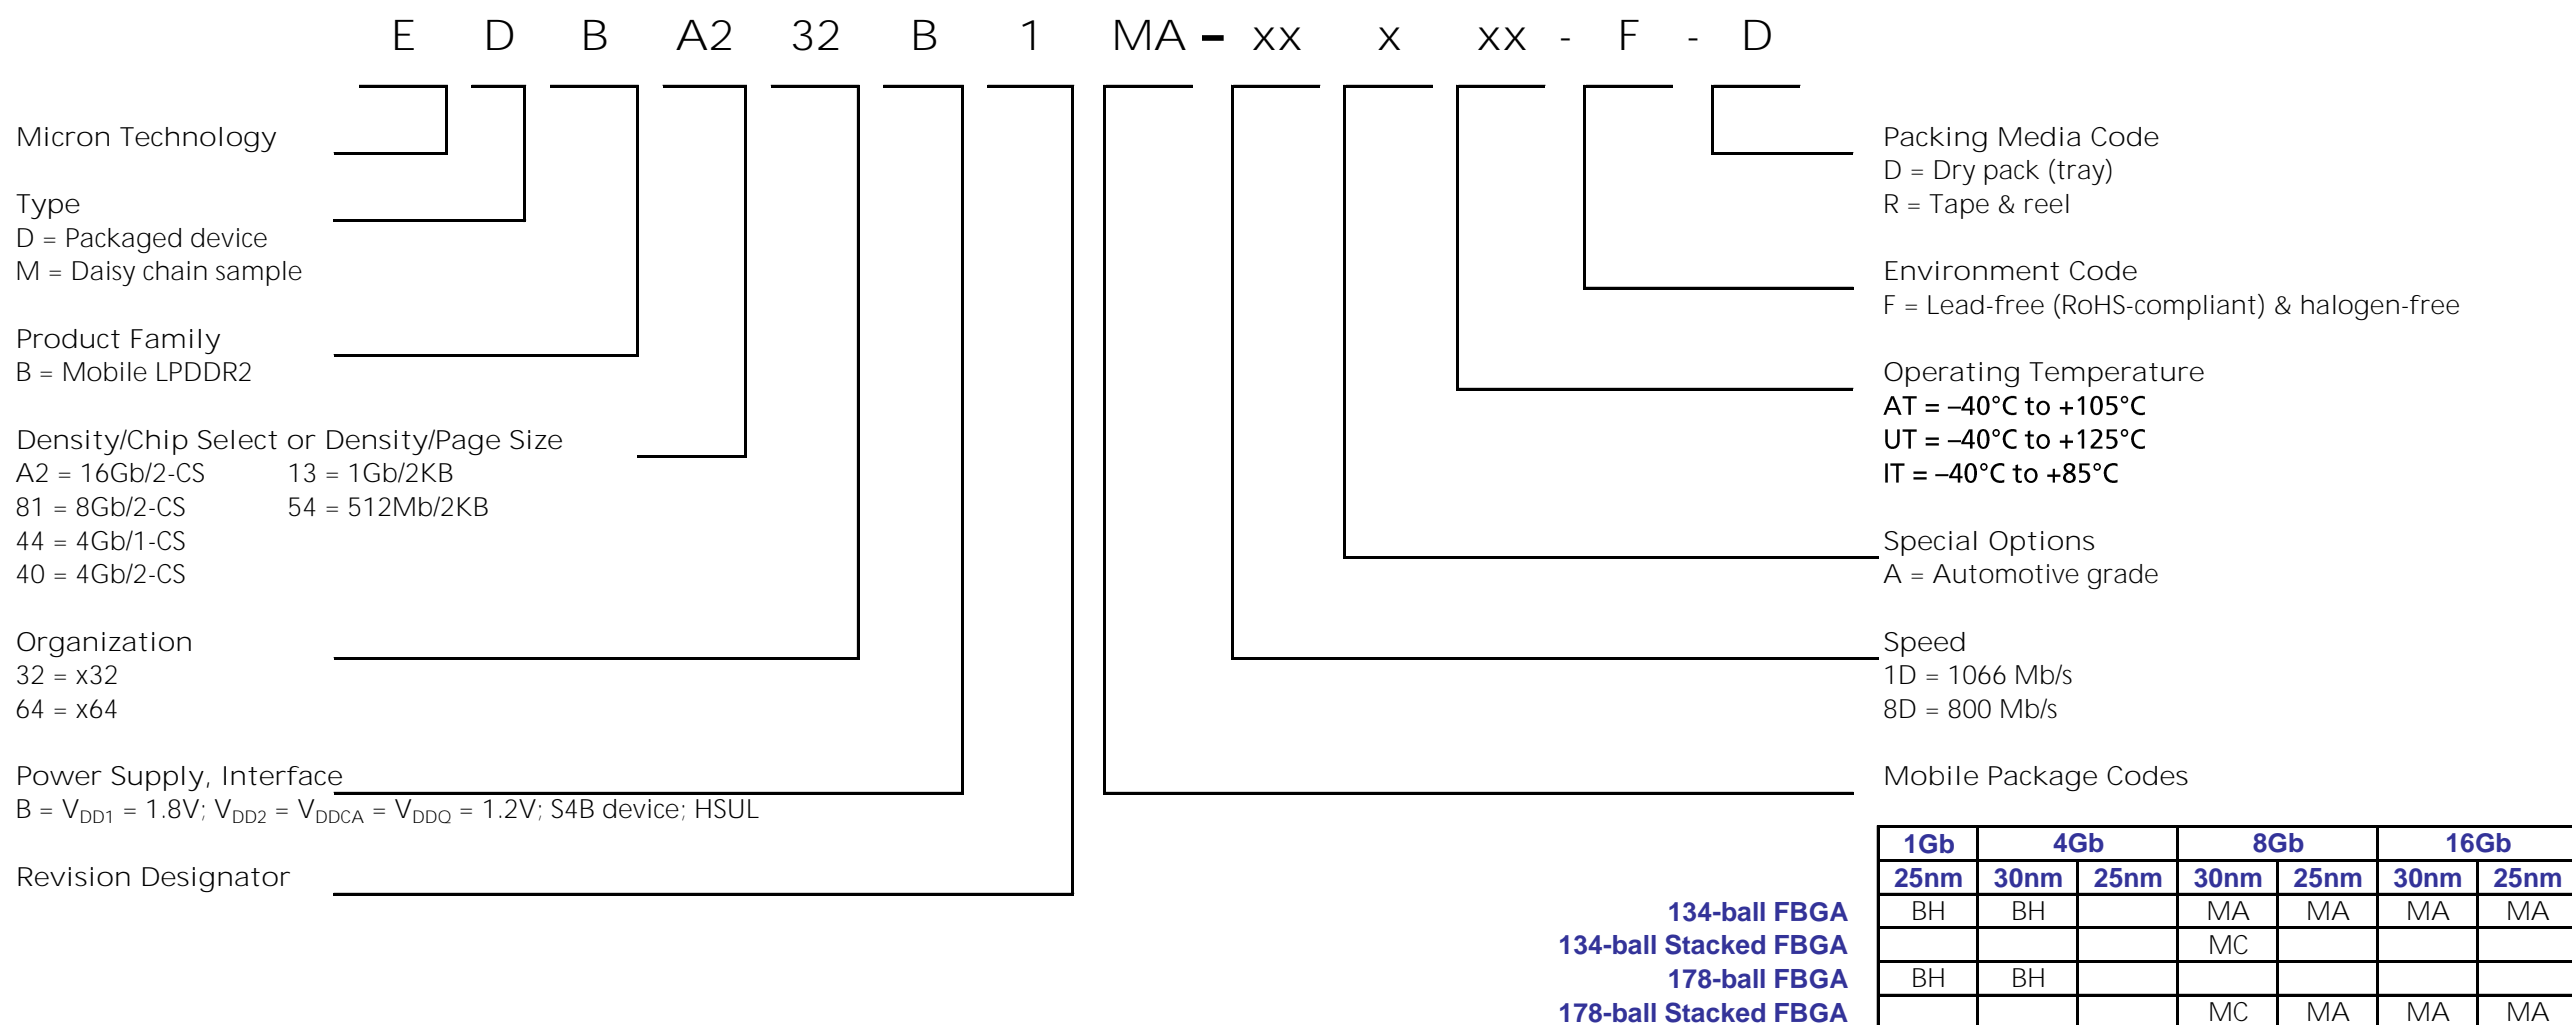 E D B A2 32 B 1 MA – xx x xx - F - D
Micron Technology
Type
D = Packaged device
M = Daisy chain sample
Product Family
B = Mobile LPDDR2
Density/Chip Select or Density/Page Size
A2 = 16Gb/2-CS 13 = 1Gb/2KB
81 = 8Gb/2-CS 54 = 512Mb/2KB
44 = 4Gb/1-CS
40 = 4Gb/2-CS
Organization
32 = x32
64 = x64
Power Supply, Interface
B = VDD1 = 1.8V; VDD2 = VDDCA = VDDQ = 1.2V; S4B device; HSUL
Revision Designator
Packing Media Code
D = Dry pack (tray)
R = Tape & reel
Environment Code
F = Lead-free (RoHS-compliant) & halogen-free
Operating Temperature
AT = –40°C to +105°C
UT = –40°C to +125°C
IT = –40°C to +85°C
Special Options
A = Automotive grade
Speed
1D = 1066 Mb/s
8D = 800 Mb/s
Mobile Package Codes
1Gb 4Gb 8Gb 16Gb
25nm 30nm 25nm 30nm 25nm 30nm 25nm
134-ball FBGA BH BH MA MA MA MA
134-ball Stacked FBGA MC
178-ball FBGA BH BH
178-ball Stacked FBGA MC MA MA MA